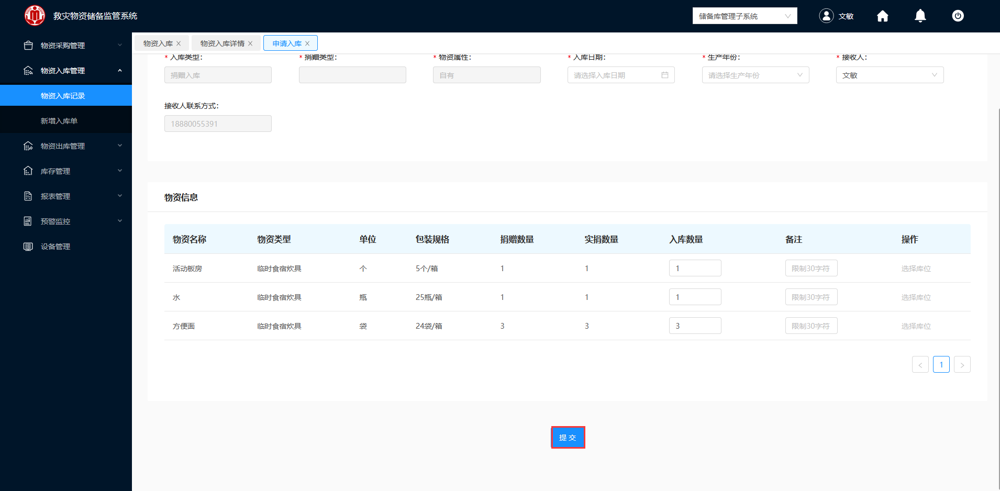 救灾物资储备监管系统
储备库管理子系统
文敏
物资采购管理
物资入库管理
物资入库记录
新增入库单
物资出库管理
库存管理
报表管理
预警监控
设备管理
物资入库
物资入库详情
申请入库
* 入库类型:
* 捐赠类型:
* 物资属性:
* 入库日期:
* 生产年份:
* 接收人:
捐赠入库
自有
请选择入库日期
请选择生产年份
文敏
接收人联系方式:
18880055391
物资信息
物资名称 物资类型 单位 包装规格 捐赠数量 实捐数量 入库数量 备注 操作
活动板房 临时食宿炊具 个 5个/箱 1 1 1 限制30字符 选择库位
水 临时食宿炊具 瓶 25瓶/箱 1 1 1 限制30字符 选择库位
方便面 临时食宿炊具 袋 24袋/箱 3 3 3 限制30字符 选择库位
< 1 >
提 交